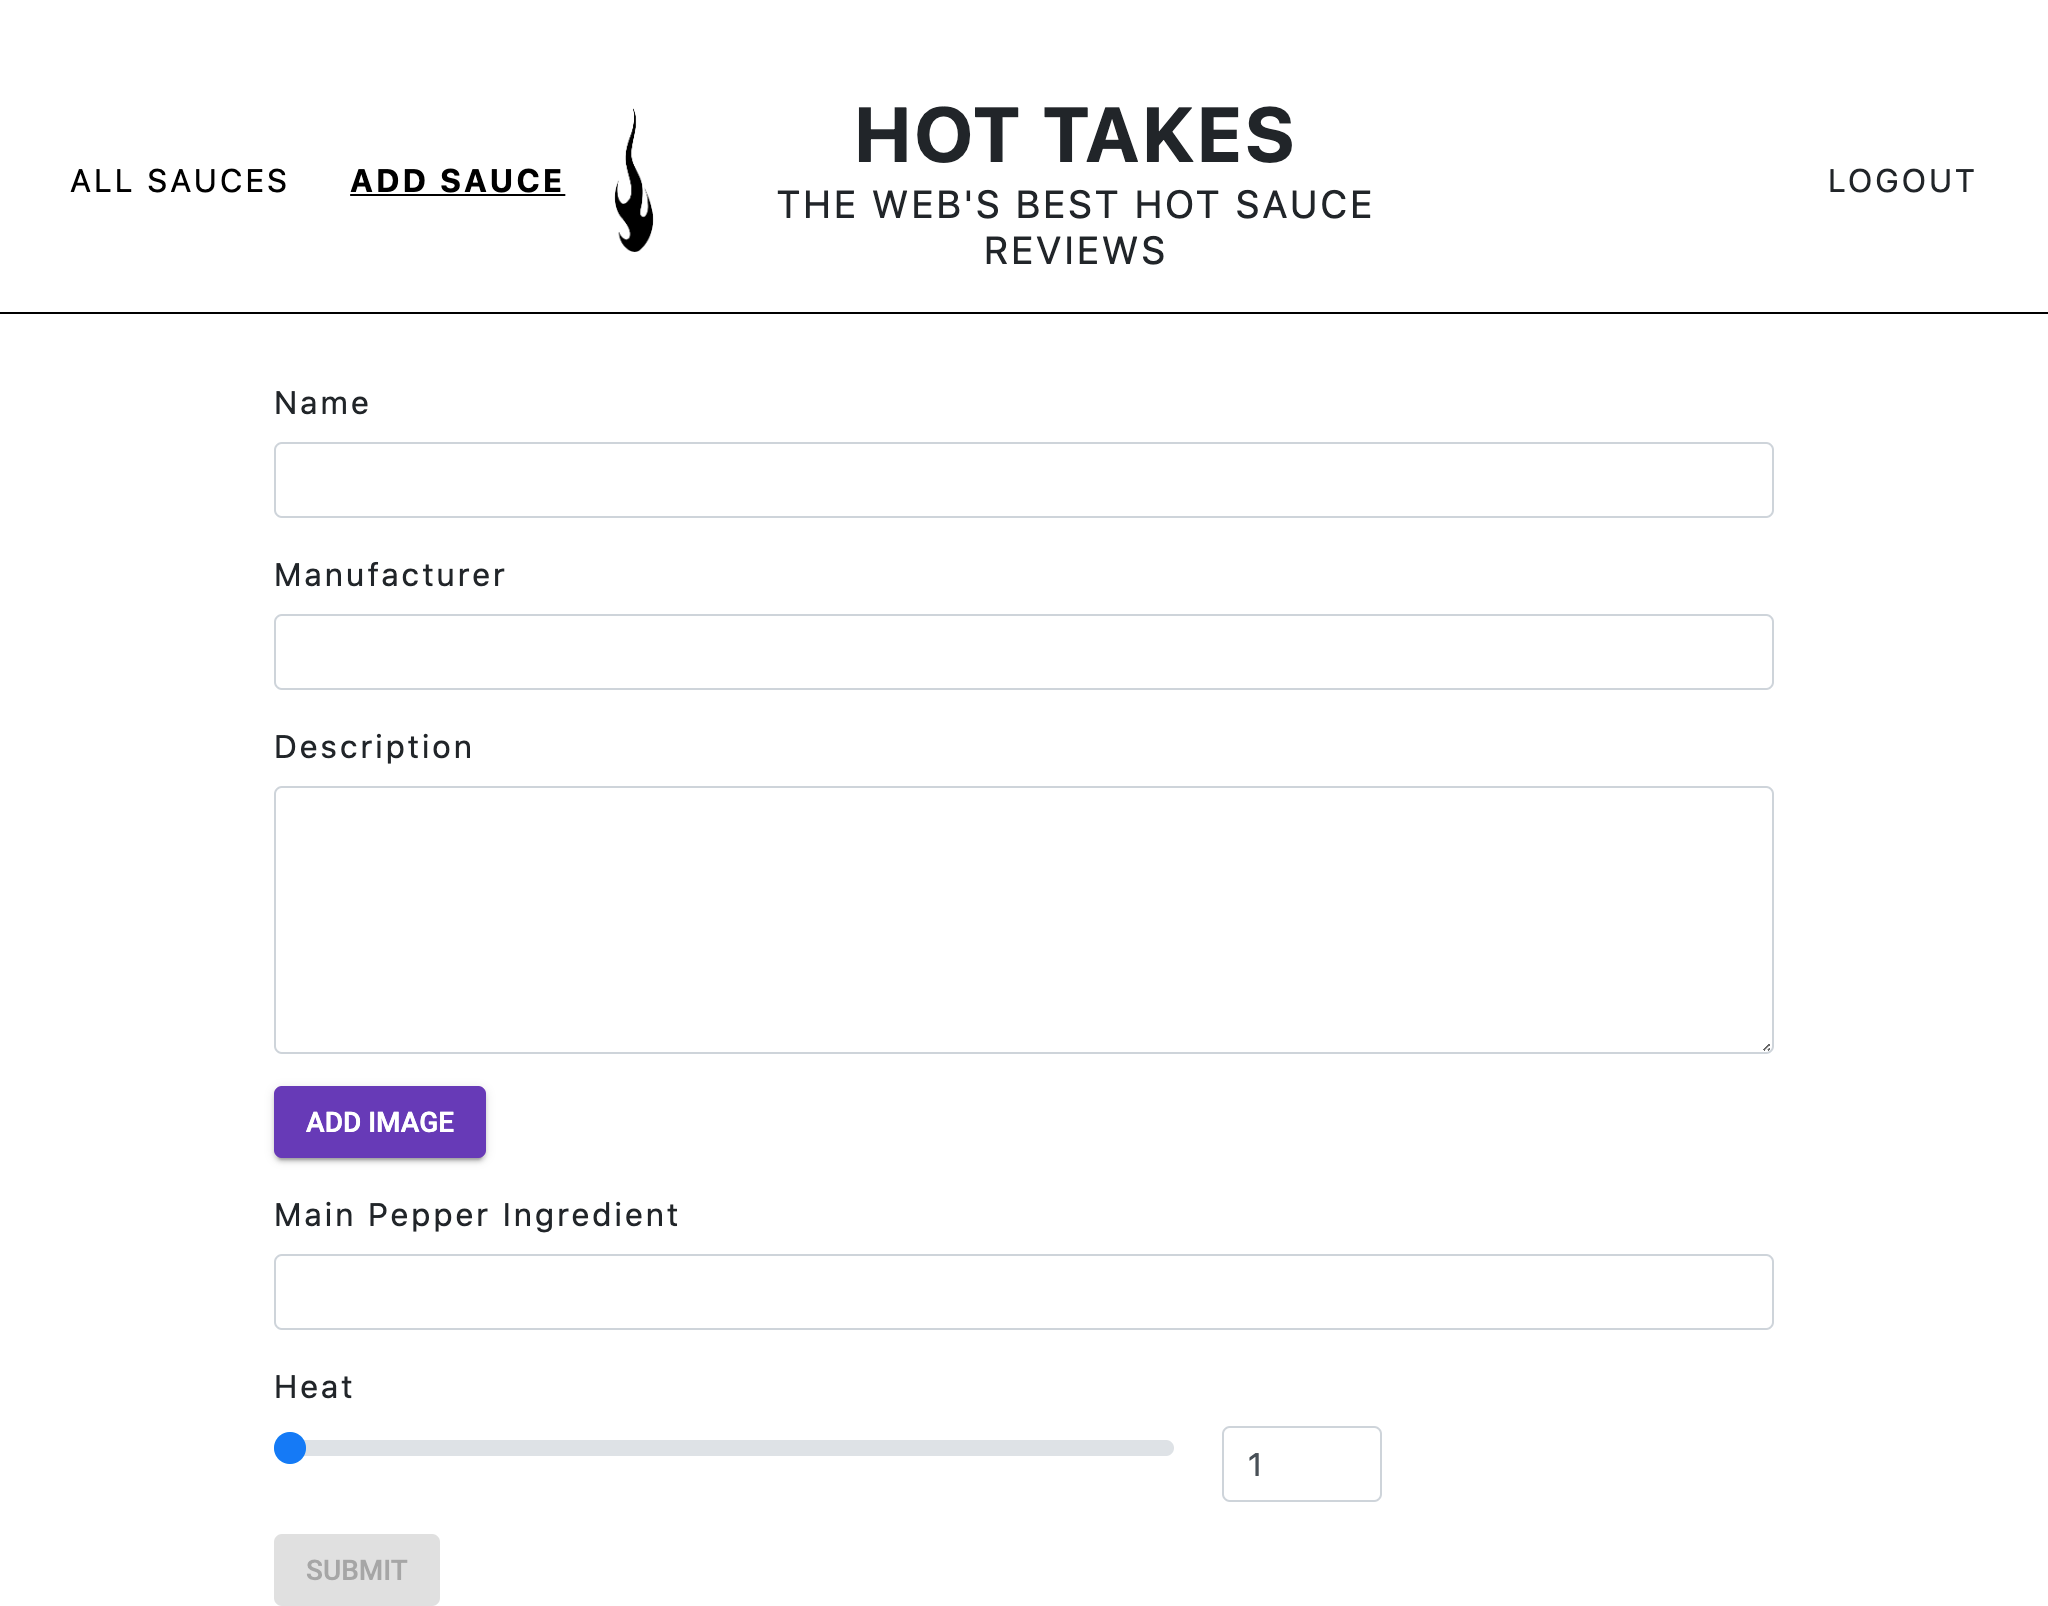 ALL SAUCES
ADD SAUCE
HOT TAKES
THE WEB'S BEST HOT SAUCE
REVIEWS
LOGOUT
Name
Manufacturer
Description
ADD IMAGE
Main Pepper Ingredient
Heat
1
SUBMIT